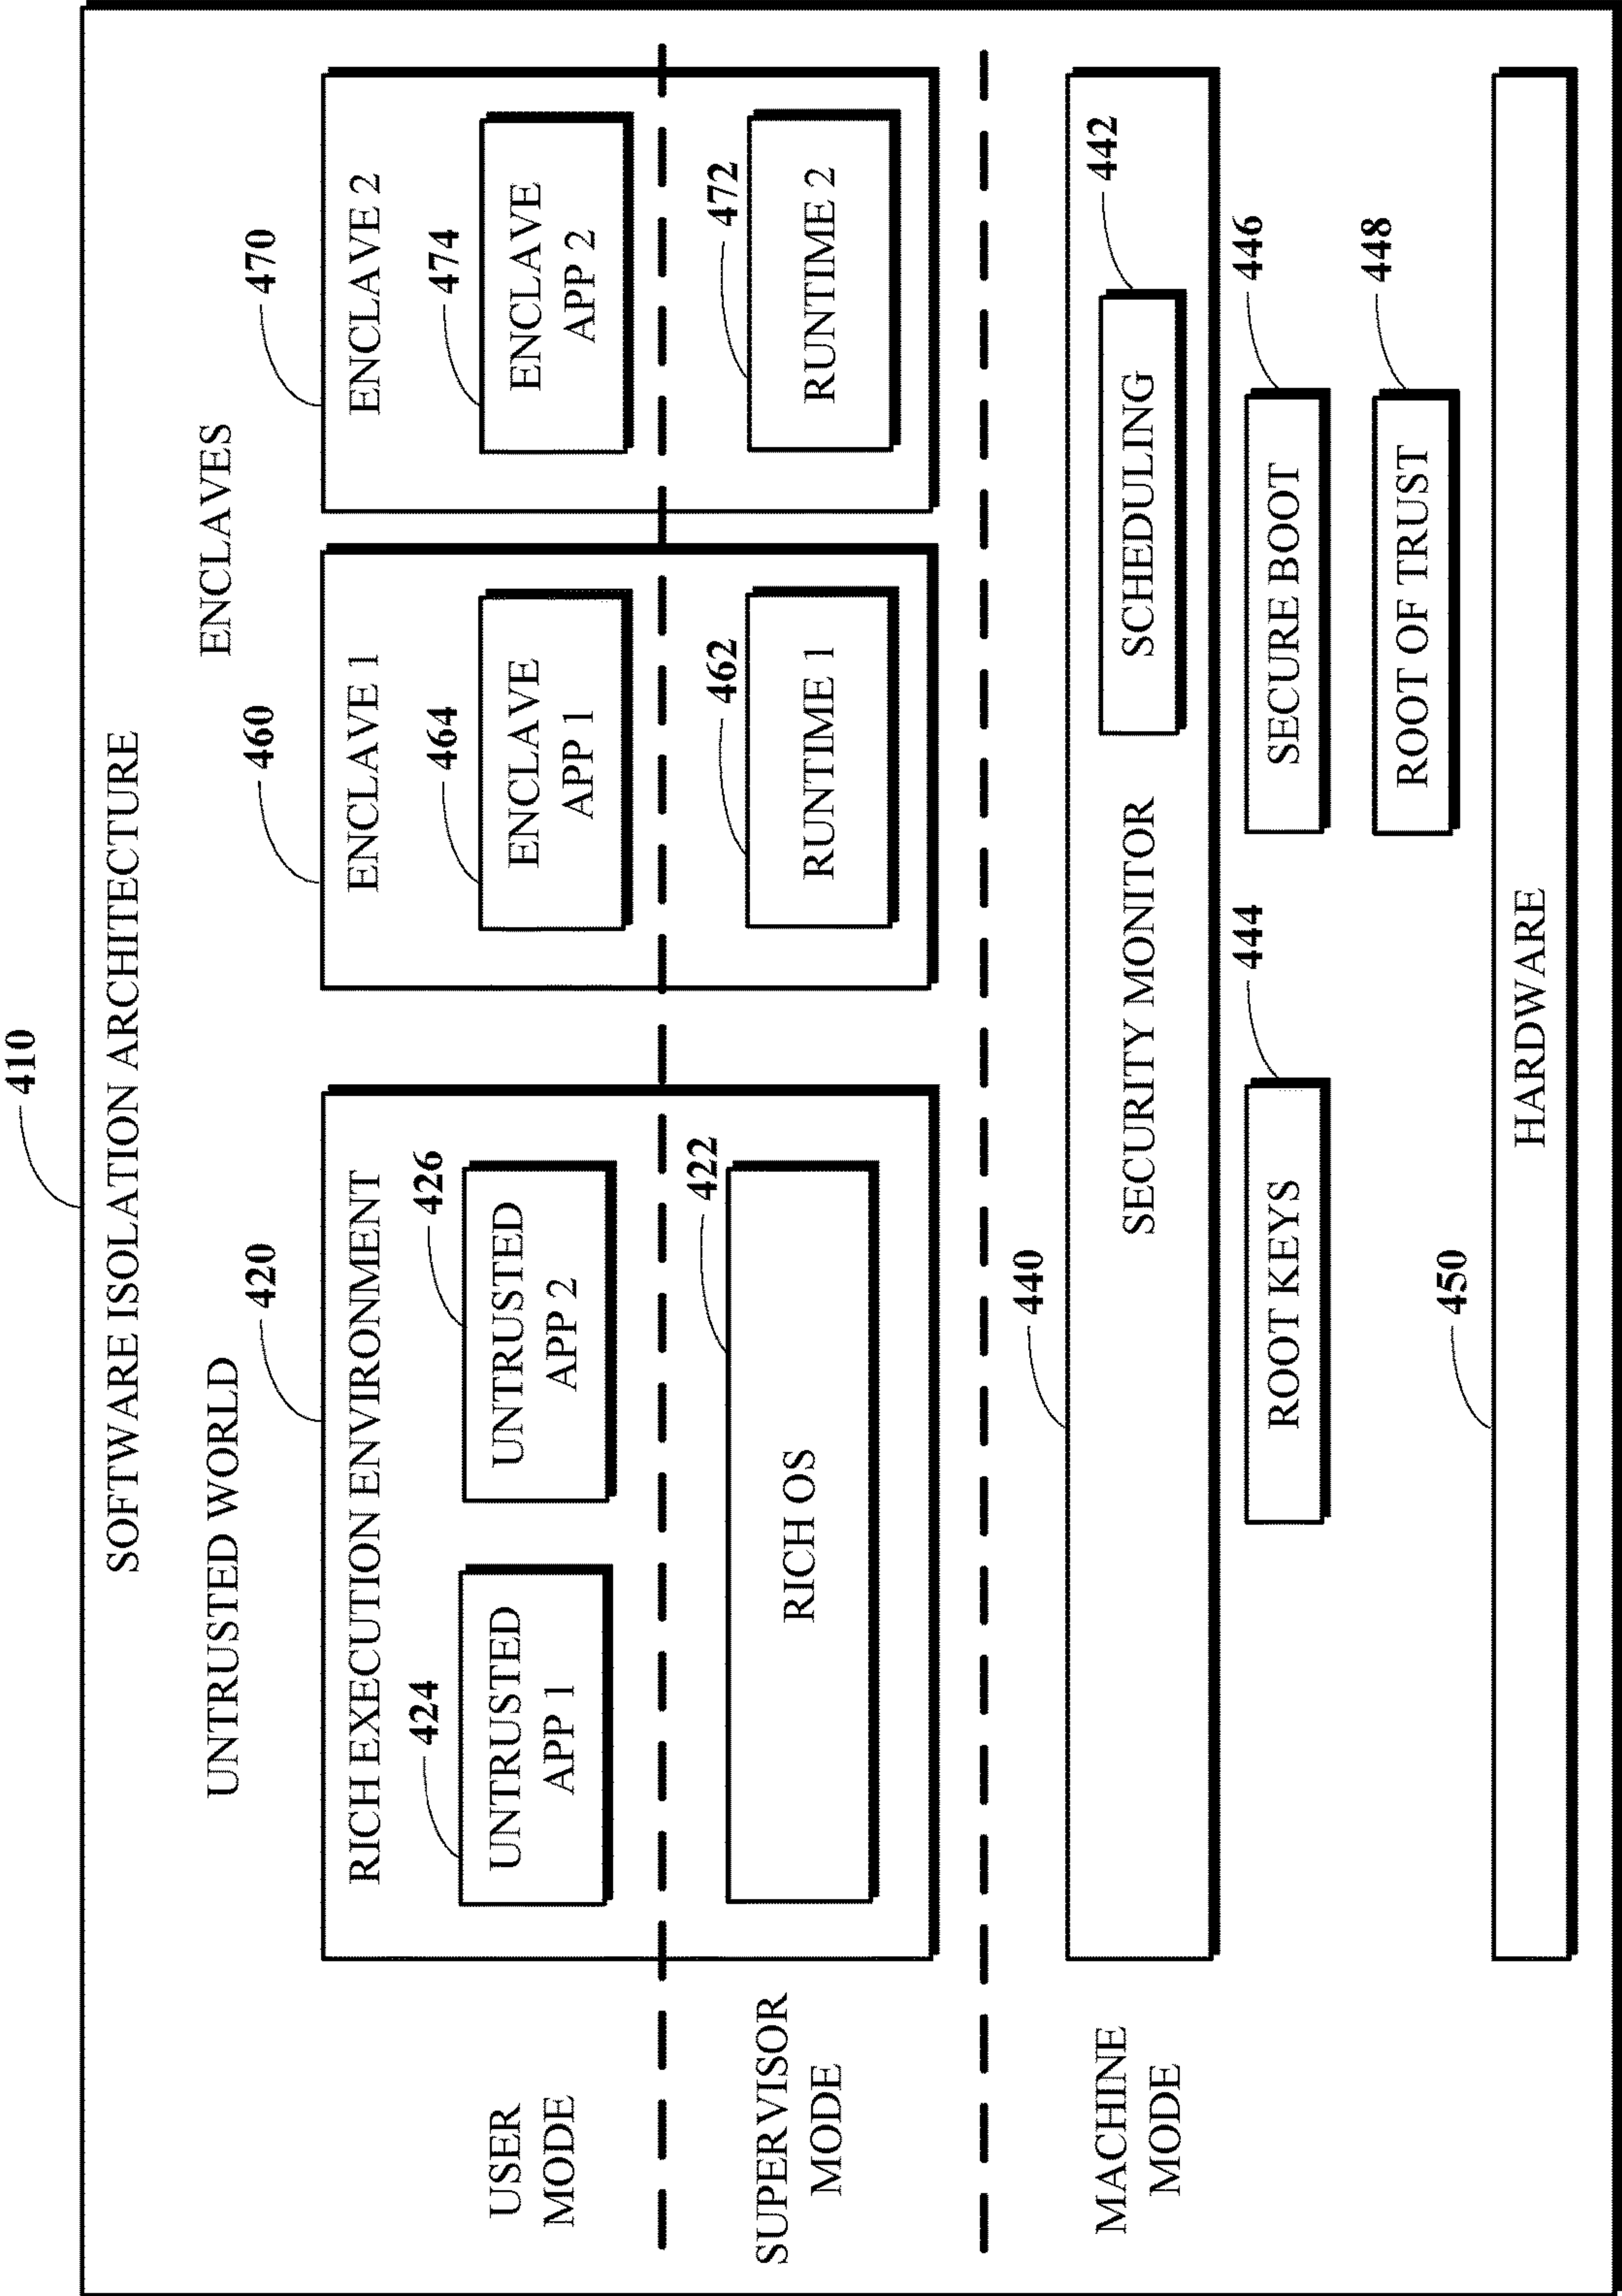 410
SOFTWARE ISOLATION ARCHITECTURE
UNTRUSTED WORLD
ENCLAVES
420
460
470
RICH EXECUTION ENVIRONMENT
ENCLAVE 1
ENCLAVE 2
424
426
464
474
USER
MODE
UNTRUSTED
APP 1
UNTRUSTED
APP 2
ENCLAVE
APP 1
ENCLAVE
APP 2
422
462
472
SUPERVISOR
MODE
RICH OS
RUNTIME 1
RUNTIME 2
440
442
MACHINE
MODE
SECURITY MONITOR
SCHEDULING
444
446
ROOT KEYS
SECURE BOOT
448
ROOT OF TRUST
450
HARDWARE